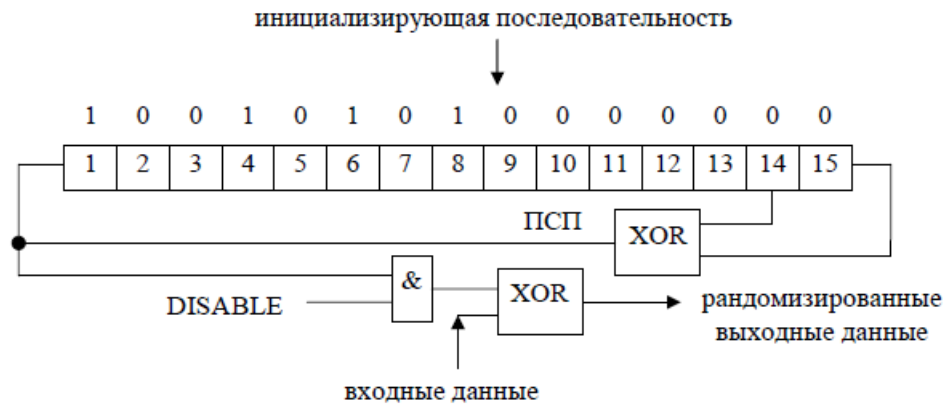 инициализирующая последовательность
1 0 0 1 0 1 0 1 0 0 0 0 0 0 0
1 2 3 4 5 6 7 8 9 10 11 12 13 14 15
ПСП
XOR
&
XOR
DISABLE
рандомизированные
выходные данные
входные данные